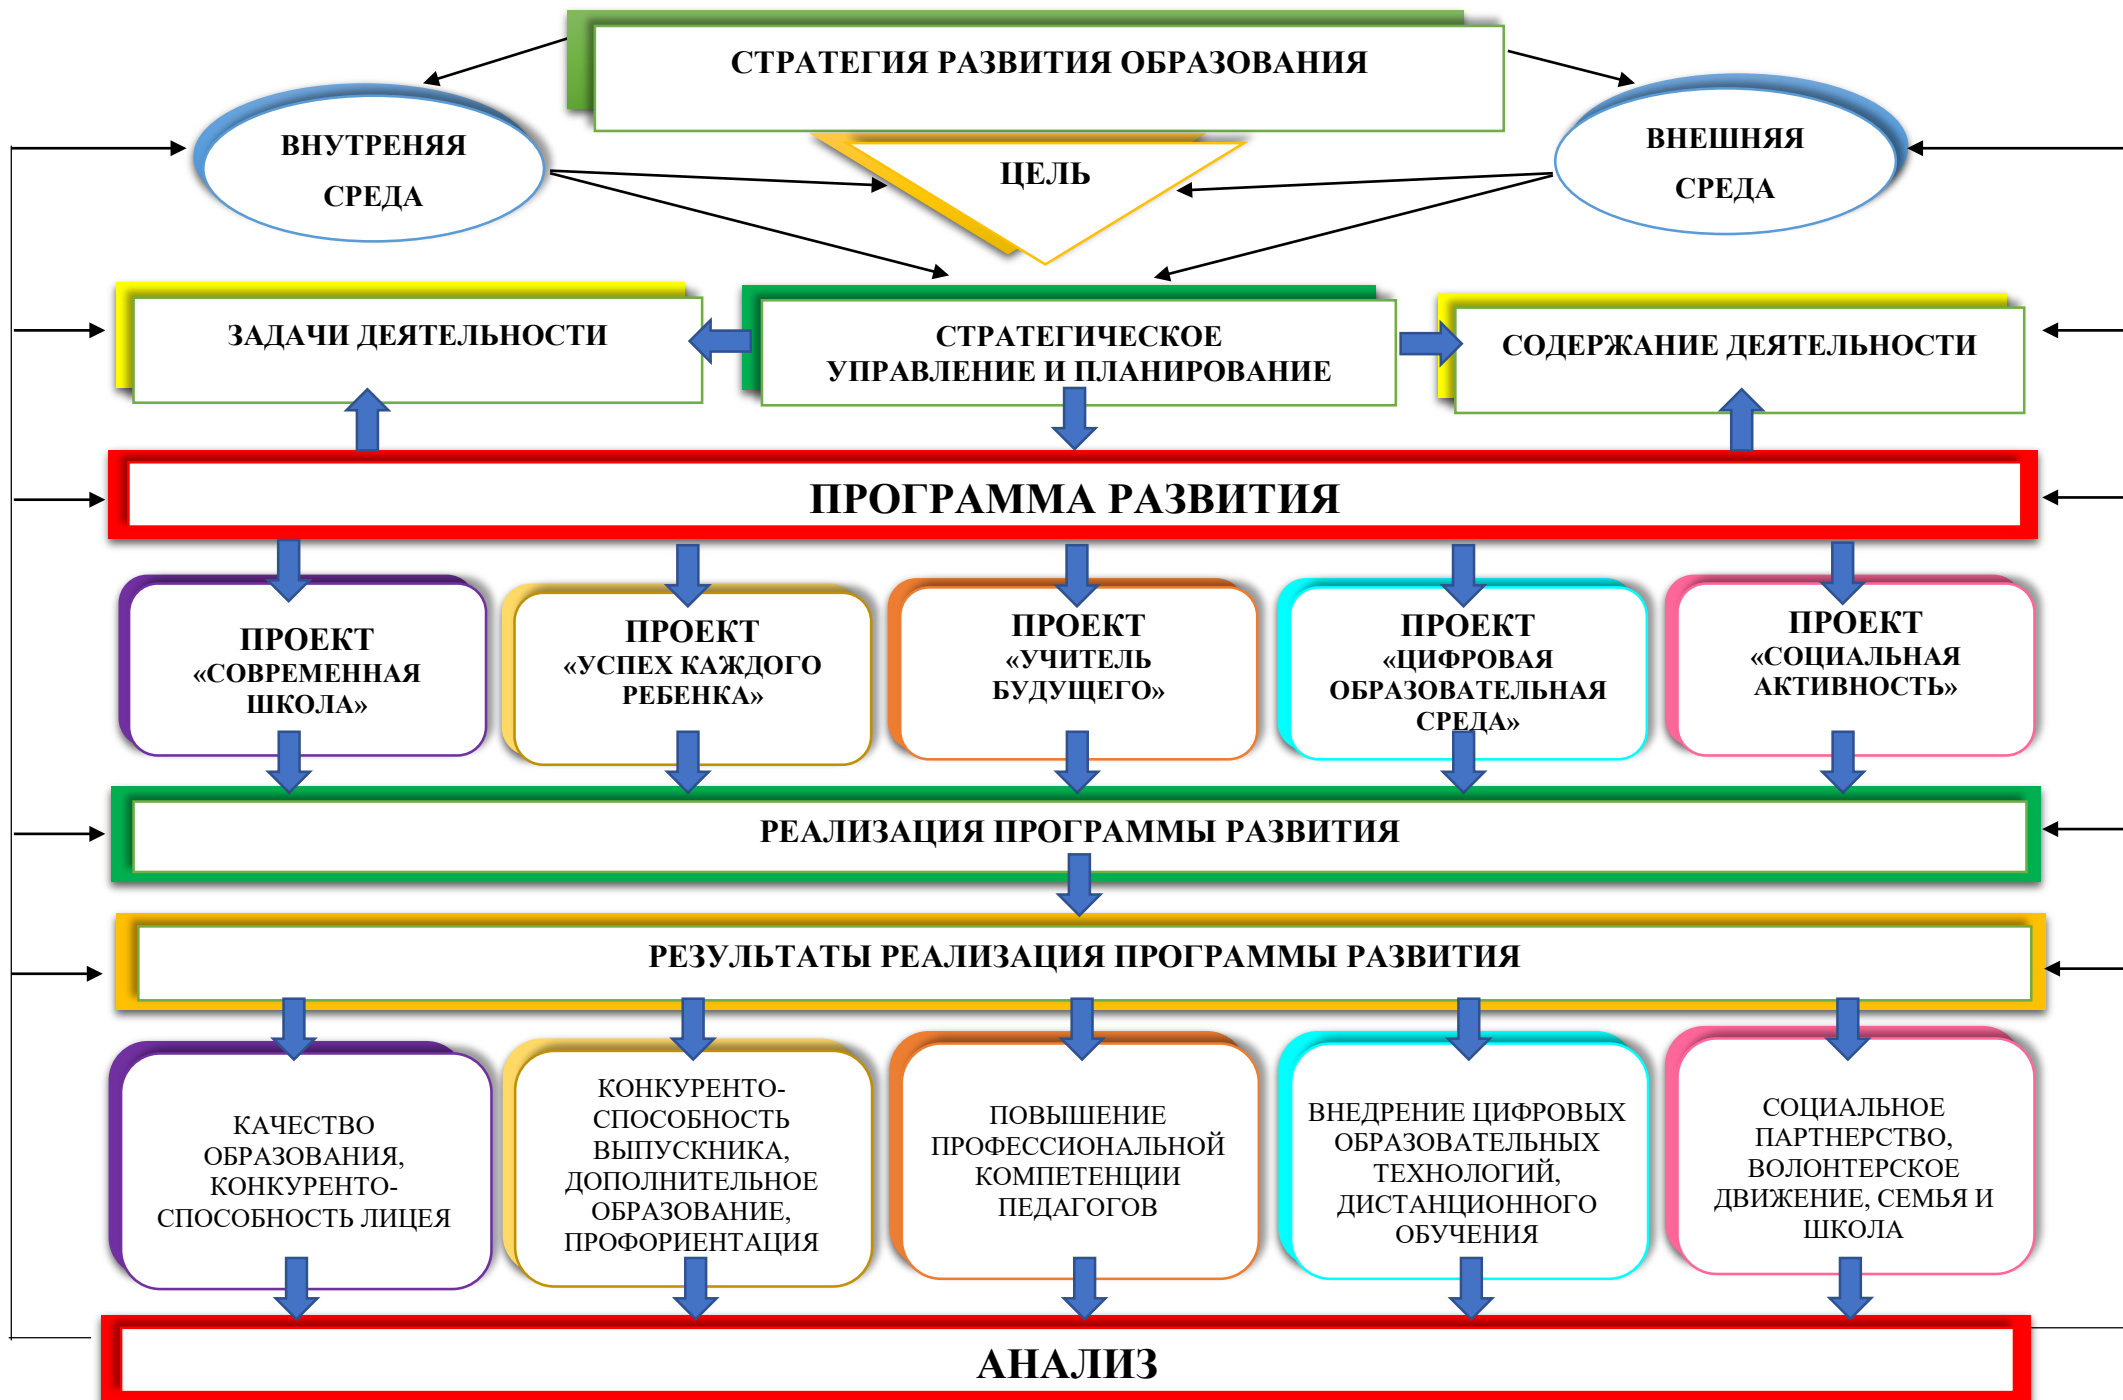 СТРАТЕГИЯ РАЗВИТИЯ ОБРАЗОВАНИЯ
ВНУТРЕНЯЯ
СРЕДА
ЦЕЛЬ
ВНЕШНЯЯ
СРЕДА
ЗАДАЧИ ДЕЯТЕЛЬНОСТИ
СТРАТЕГИЧЕСКОЕ
УПРАВЛЕНИЕ И ПЛАНИРОВАНИЕ
СОДЕРЖАНИЕ ДЕЯТЕЛЬНОСТИ
ПРОГРАММА РАЗВИТИЯ
ПРОЕКТ
«СОВРЕМЕННАЯ
ШКОЛА»
ПРОЕКТ
«УСПЕХ КАЖДОГО
РЕБЕНКА»
ПРОЕКТ
«УЧИТЕЛЬ
БУДУЩЕГО»
ПРОЕКТ
«ЦИФРОВАЯ
ОБРАЗОВАТЕЛЬНАЯ
СРЕДА»
ПРОЕКТ
«СОЦИАЛЬНАЯ
АКТИВНОСТЬ»
РЕАЛИЗАЦИЯ ПРОГРАММЫ РАЗВИТИЯ
РЕЗУЛЬТАТЫ РЕАЛИЗАЦИЯ ПРОГРАММЫ РАЗВИТИЯ
КАЧЕСТВО
ОБРАЗОВАНИЯ,
КОНКУРЕНТО-
СПОСОБНОСТЬ ЛИЦЕЯ
КОНКУРЕНТО-
СПОСОБНОСТЬ
ВЫПУСКНИКА,
ДОПОЛНИТЕЛЬНОЕ
ОБРАЗОВАНИЕ,
ПРОФОРИЕНТАЦИЯ
ПОВЫШЕНИЕ
ПРОФЕССИОНАЛЬНОЙ
КОМПЕТЕНЦИИ
ПЕДАГОГОВ
ВНЕДРЕНИЕ ЦИФРОВЫХ
ОБРАЗОВАТЕЛЬНЫХ
ТЕХНОЛОГИЙ,
ДИСТАНЦИОННОГО
ОБУЧЕНИЯ
СОЦИАЛЬНОЕ
ПАРТНЕРСТВО,
ВОЛОНТЕРСКОЕ
ДВИЖЕНИЕ, СЕМЬЯ И
ШКОЛА
АНАЛИЗ